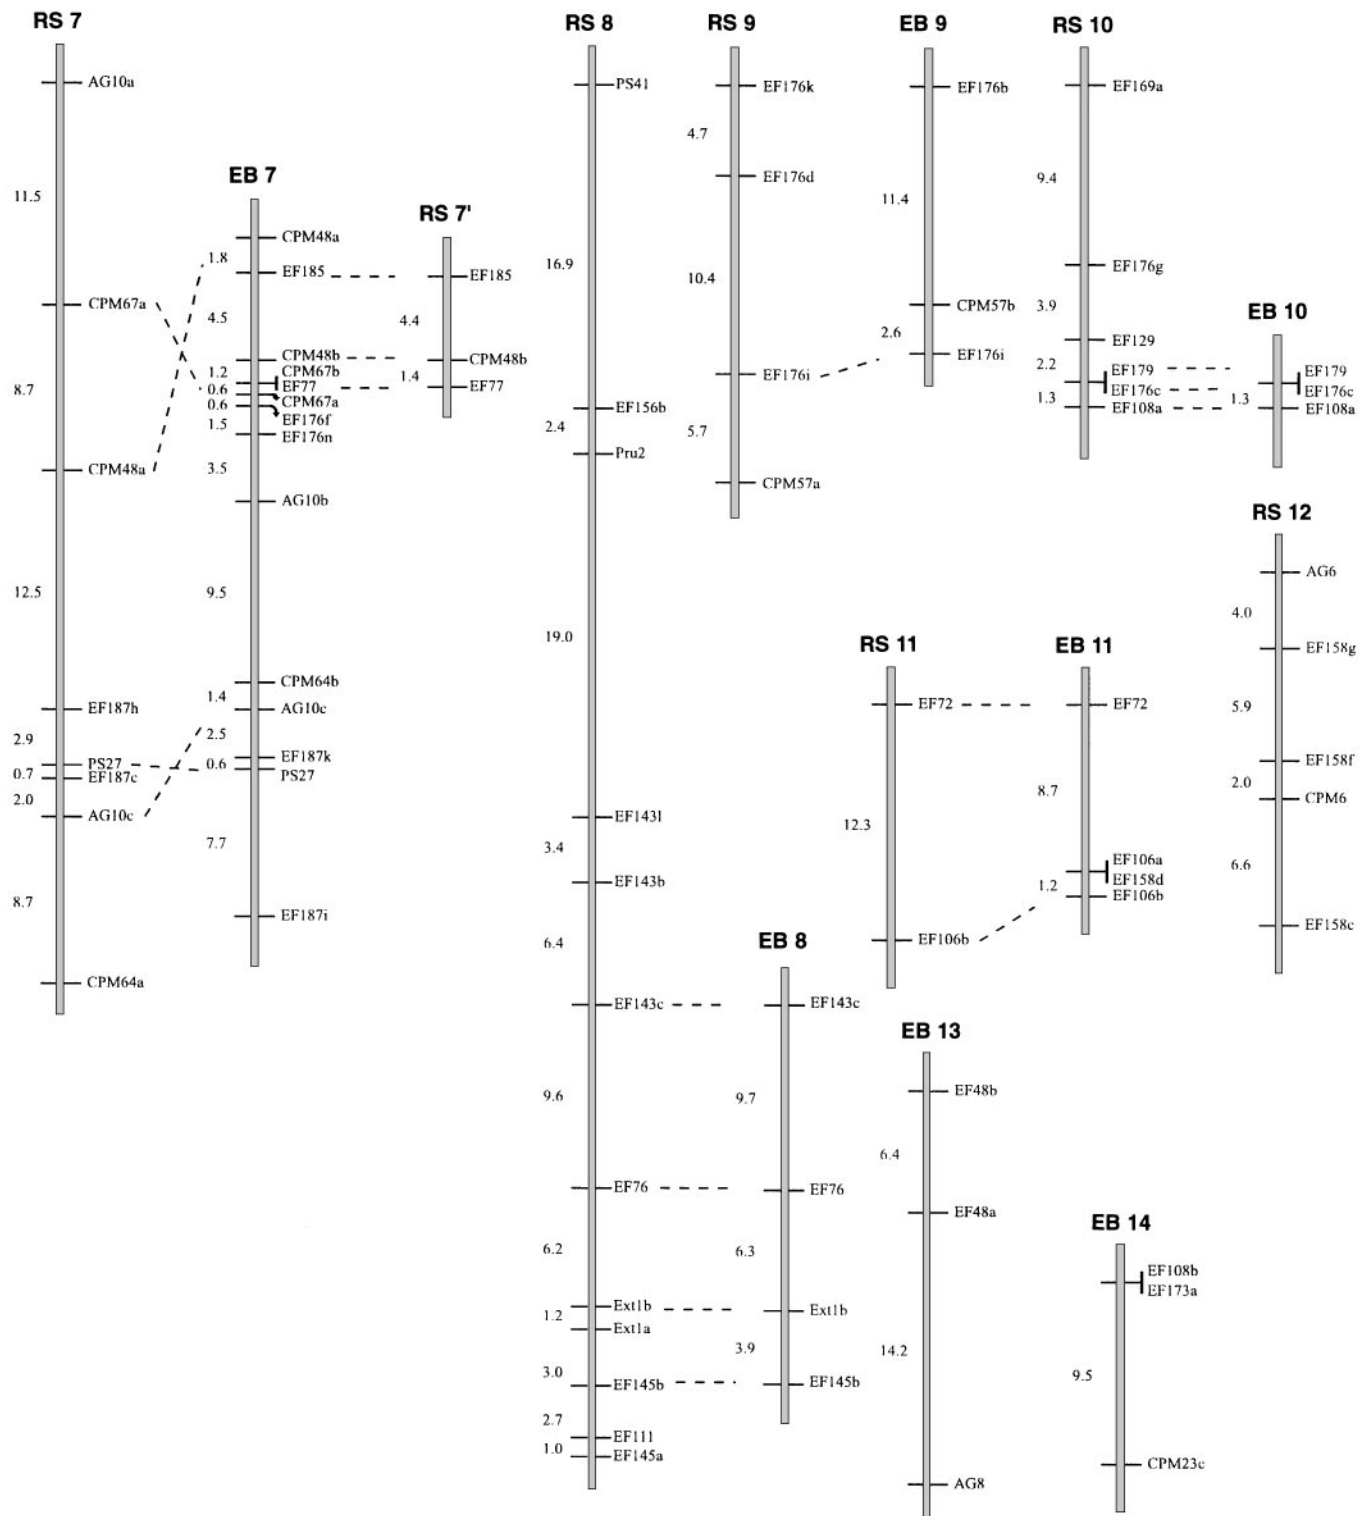 RS 7
AG10a
11.5
CPM67a
8.7
CPM48a
12.5
EF187h
2.9
PS27
0.7
EF187c
2.0
AG10c
8.7
CPM64a
EB 7
CPM48a
1.8
EF185
4.5
CPM48b
1.2
CPM67b
EF77
0.6
CPM67a
0.6
EF176f
1.5
EF176n
3.5
AG10b
9.5
CPM64b
1.4
AG10c
2.5
EF187k
0.6
PS27
7.7
EF187i
RS 7'
EF185
4.4
CPM48b
1.4
EF77
RS 8
PS41
16.9
EF156b
2.4
Pru2
19.0
EF143l
3.4
EF143b
6.4
EF143c
9.6
EF76
6.2
Ext1b
1.2
Ext1a
3.0
EF145b
2.7
EF111
1.0
EF145a
EB 8
EF143c
9.7
EF76
6.3
Ext1b
3.9
EF145b
RS 9
EF176k
4.7
EF176d
10.4
EF176i
5.7
CPM57a
EB 9
EF176b
11.4
CPM57b
2.6
EF176i
RS 10
EF169a
9.4
EF176g
3.9
EF129
2.2
EF179
EF176c
1.3
EF108a
EB 10
EF179
EF176c
1.3
EF108a
RS 11
EF72
12.3
EF106b
EB 11
EF72
8.7
EF106a
EF158d
1.2
EF106b
RS 12
AG6
4.0
EF158g
5.9
EF158f
2.0
CPM6
6.6
EF158c
EB 13
EF48b
6.4
EF48a
14.2
AG8
EB 14
EF108b
EF173a
9.5
CPM23c